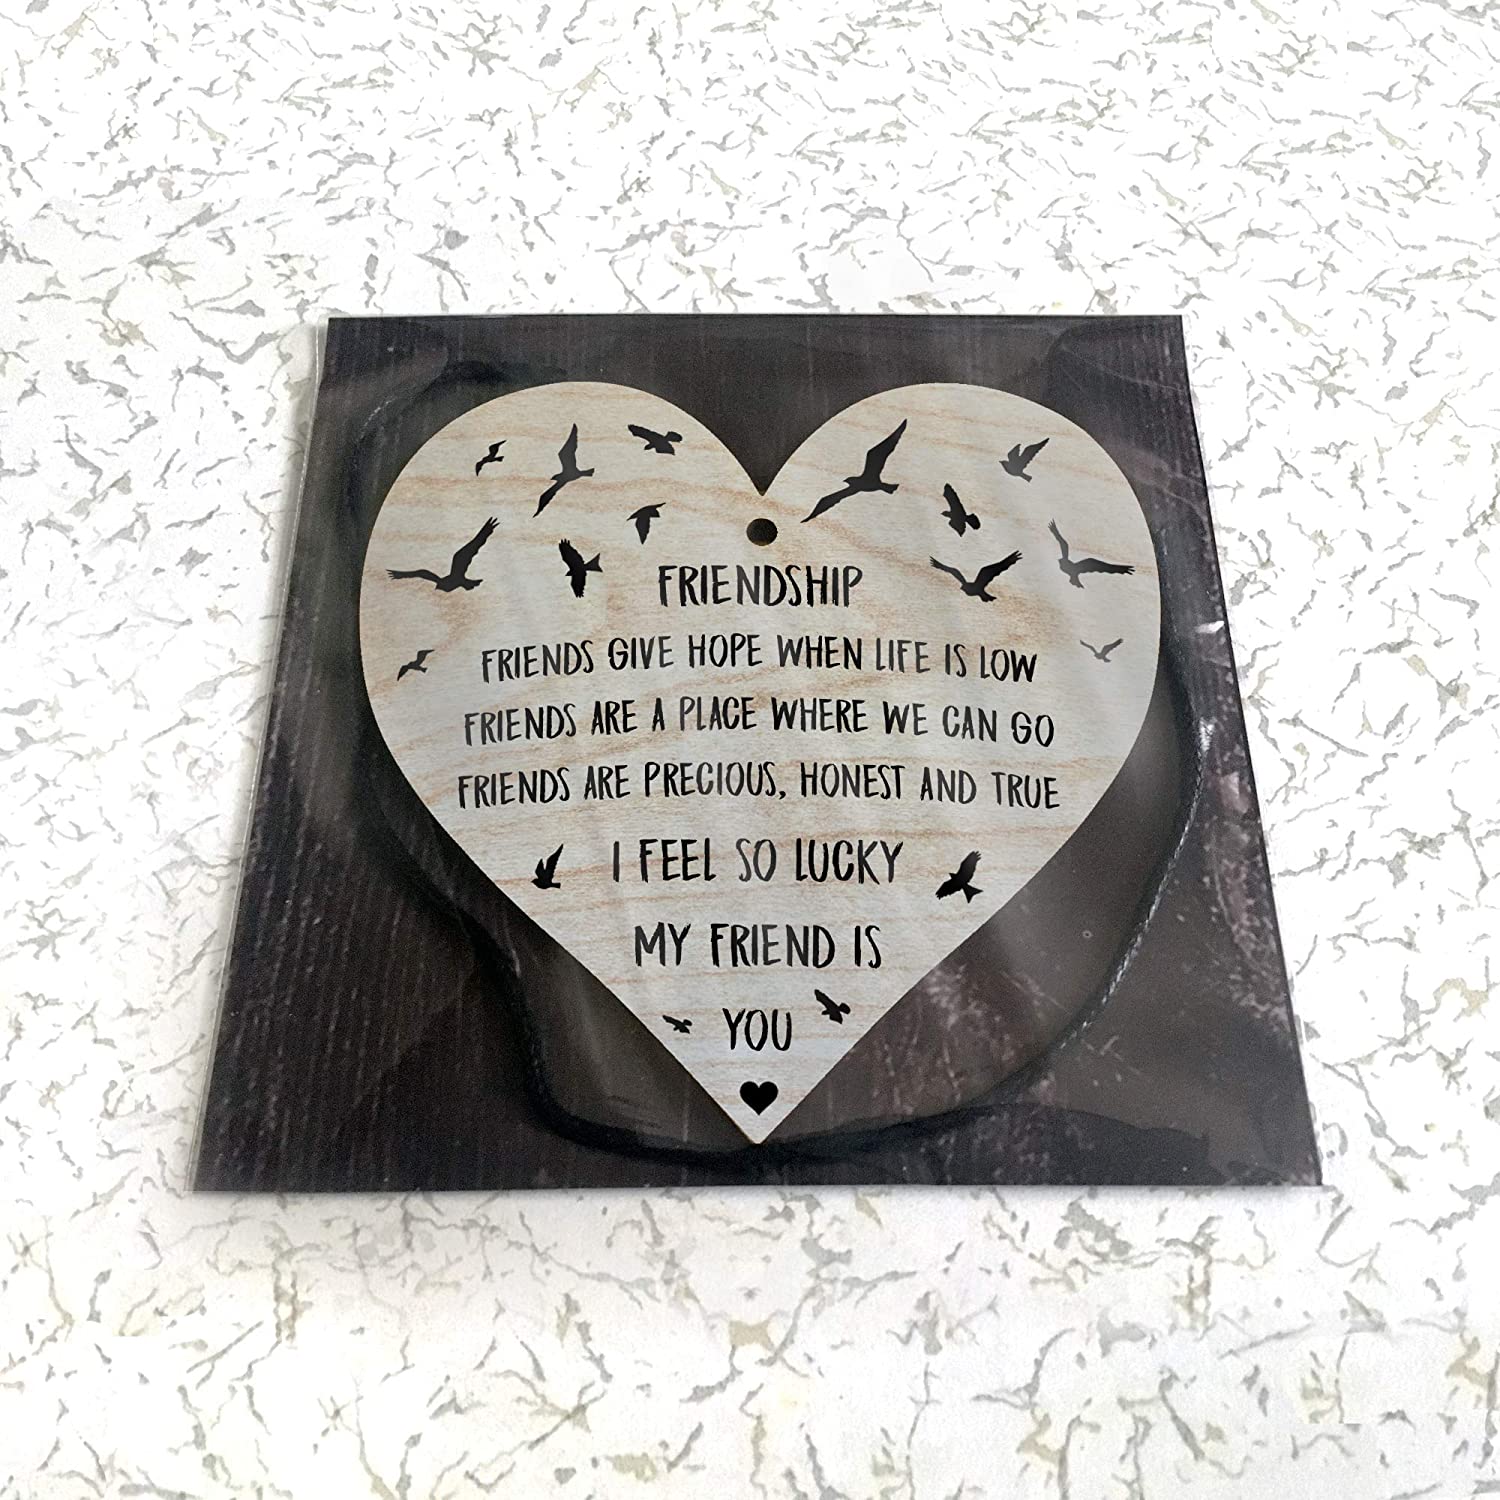 FRIENDSHIP
FRIENDS GIVE HOPE WHEN LIFE IS LOW
FRIENDS ARE A PLACE WHERE WE CAN GO
FRIENDS ARE PRECIOUS, HONEST AND TRUE
I FEEL SO LUCKY
MY FRIEND IS
YOU